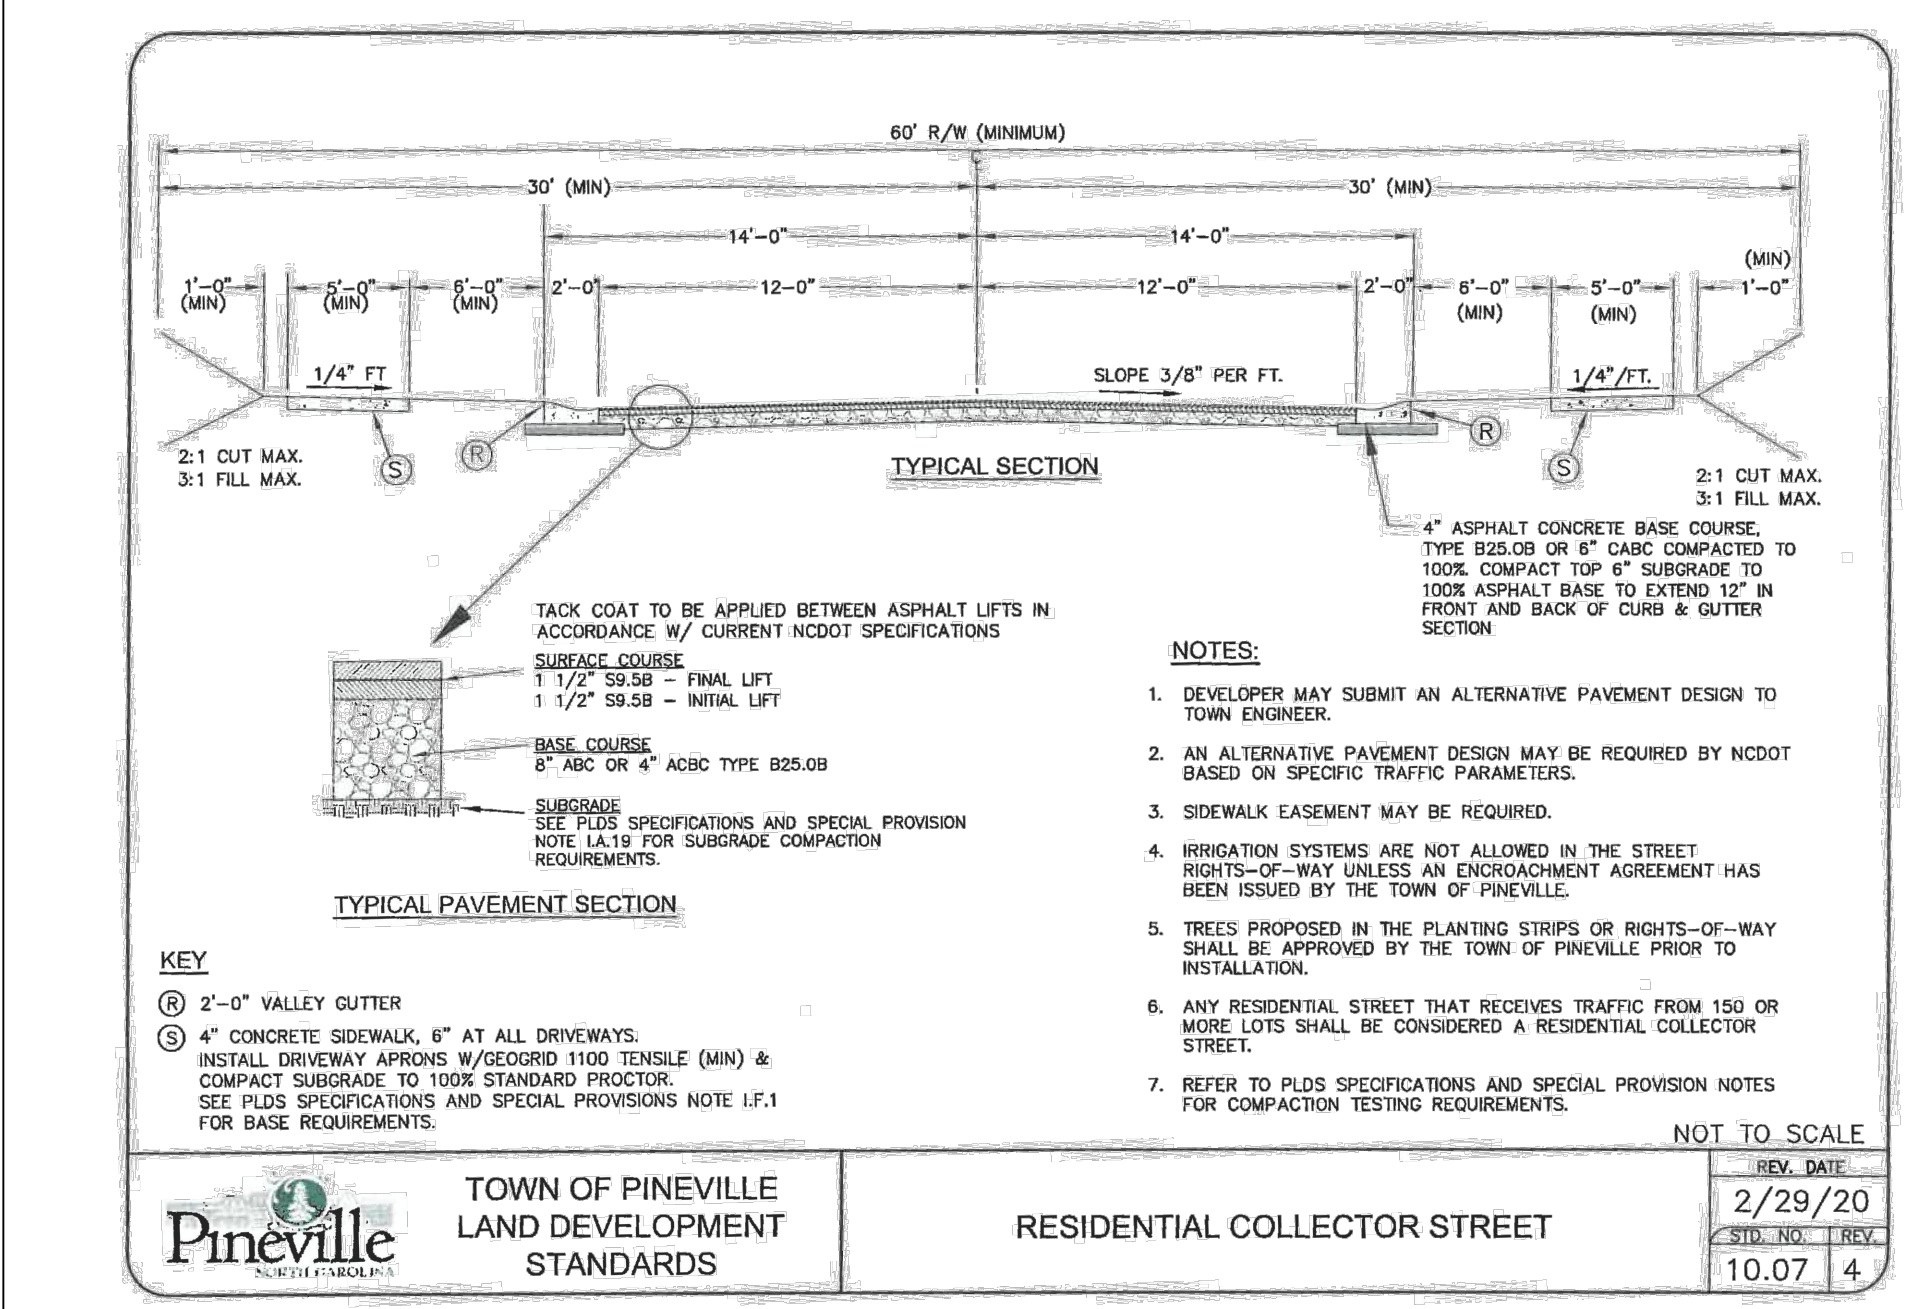 60' R/W (MINIMUM)
30' (MIN) 30' (MIN)
14'-0" 14'-0"
1'-0" (MIN)
5'-0" (MIN)
6'-0" (MIN)
2'-0"
12-0"
12'-0"
2'-0"
6'-0" (MIN)
5'-0" (MIN)
(MIN)
1'-0"
1/4" FT
SLOPE 3/8" PER FT.
1/4"/FT.
R
S
R
S
2:1 CUT MAX.
3:1 FILL MAX.
TYPICAL SECTION
2:1 CUT MAX.
3:1 FILL MAX.
4" ASPHALT CONCRETE BASE COURSE,
TYPE B25.0B OR 6" CABC COMPACTED TO
100%. COMPACT TOP 6" SUBGRADE TO
100% ASPHALT BASE TO EXTEND 12" IN
FRONT AND BACK OF CURB & GUTTER
SECTION
TACK COAT TO BE APPLIED BETWEEN ASPHALT LIFTS IN
ACCORDANCE W/ CURRENT NCDOT SPECIFICATIONS
SURFACE COURSE
1 1/2" S9.5B - FINAL LIFT
1 1/2" S9.5B - INITIAL LIFT
BASE COURSE
8" ABC OR 4" ACBC TYPE B25.0B
SUBGRADE
SEE PLDS SPECIFICATIONS AND SPECIAL PROVISION
NOTE I.A.19 FOR SUBGRADE COMPACTION
REQUIREMENTS.
TYPICAL PAVEMENT SECTION
KEY
R 2'-0" VALLEY GUTTER
S 4" CONCRETE SIDEWALK, 6" AT ALL DRIVEWAYS.
INSTALL DRIVEWAY APRONS W/GEOGRID 1100 TENSILE (MIN) &
COMPACT SUBGRADE TO 100% STANDARD PROCTOR.
SEE PLDS SPECIFICATIONS AND SPECIAL PROVISIONS NOTE I.F.1
FOR BASE REQUIREMENTS.
NOTES:
1. DEVELOPER MAY SUBMIT AN ALTERNATIVE PAVEMENT DESIGN TO
TOWN ENGINEER.
2. AN ALTERNATIVE PAVEMENT DESIGN MAY BE REQUIRED BY NCDOT
BASED ON SPECIFIC TRAFFIC PARAMETERS.
3. SIDEWALK EASEMENT MAY BE REQUIRED.
4. IRRIGATION SYSTEMS ARE NOT ALLOWED IN THE STREET
RIGHTS-OF-WAY UNLESS AN ENCROACHMENT AGREEMENT HAS
BEEN ISSUED BY THE TOWN OF PINEVILLE.
5. TREES PROPOSED IN THE PLANTING STRIPS OR RIGHTS-OF-WAY
SHALL BE APPROVED BY THE TOWN OF PINEVILLE PRIOR TO
INSTALLATION.
6. ANY RESIDENTIAL STREET THAT RECEIVES TRAFFIC FROM 150 OR
MORE LOTS SHALL BE CONSIDERED A RESIDENTIAL COLLECTOR
STREET.
7. REFER TO PLDS SPECIFICATIONS AND SPECIAL PROVISION NOTES
FOR COMPACTION TESTING REQUIREMENTS.
NOT TO SCALE
Pineville
NORTH CAROLINA
TOWN OF PINEVILLE
LAND DEVELOPMENT
STANDARDS
RESIDENTIAL COLLECTOR STREET
REV. DATE
2/29/20
STD. NO. REV.
10.07 4